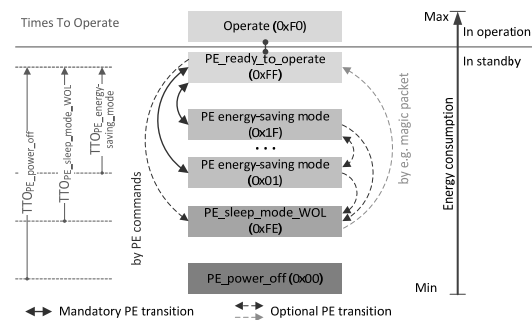 Times To Operate
Operate (0xF0)
Max
In operation
In standby
PE_ready_to_operate
(0xFF)
PE energy-saving mode
(0x1F)
...
PE energy-saving mode
(0x01)
PE_sleep_mode_WOL
(0xFE)
PE_power_off (0x00)
TTOPE_power_off
TTOPE_sleep_mode_WOL
TTOPE_energy-
saving_mode
by PE commands
by e.g. magic packet
Energy consumption
Min
Mandatory PE transition
Optional PE transition